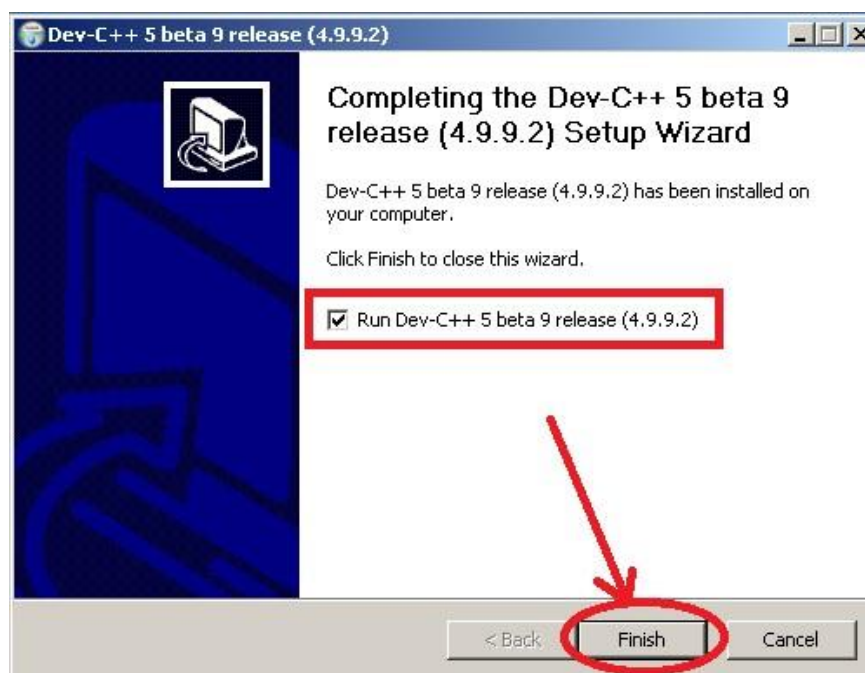 Dev-C++ 5 beta 9 release (4.9.9.2)
Completing the Dev-C++ 5 beta 9
release (4.9.9.2) Setup Wizard
Dev-C++ 5 beta 9 release (4.9.9.2) has been installed on
your computer.
Click Finish to close this wizard.
Run Dev-C++ 5 beta 9 release (4.9.9.2)
< Back Finish Cancel